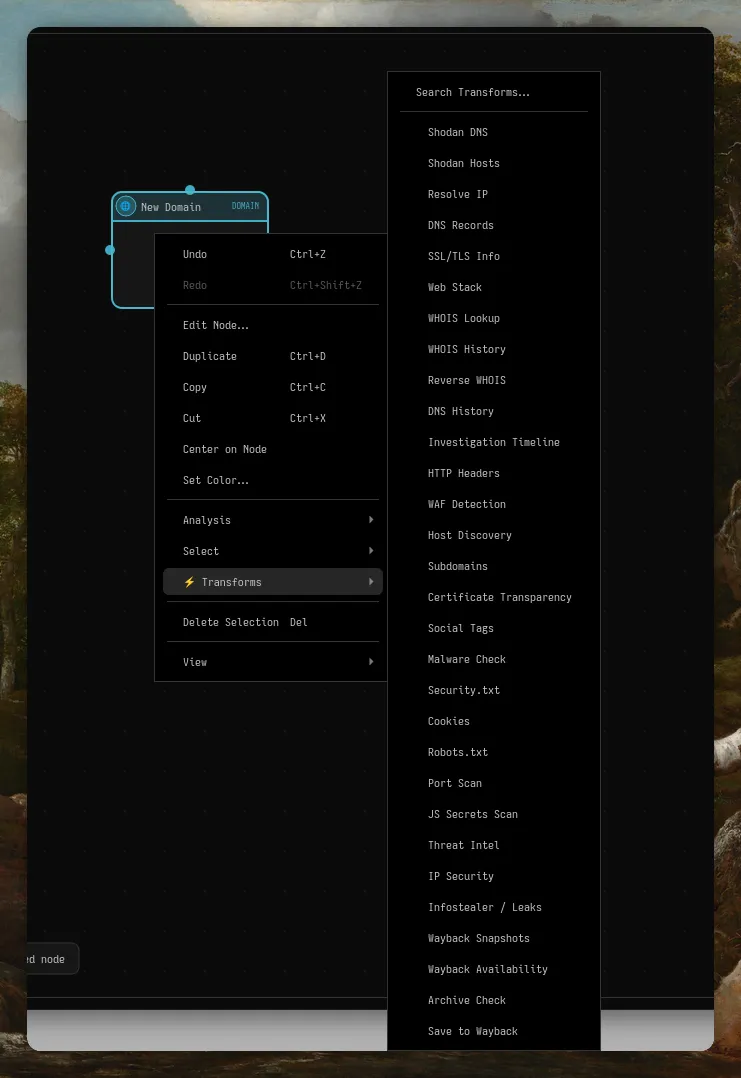 New Domain DOMAIN
Undo Ctrl+Z
Redo Ctrl+Shift+Z
Edit Node...
Duplicate Ctrl+D
Copy Ctrl+C
Cut Ctrl+X
Center on Node
Set Color...
Analysis
Select
⚡ Transforms
Delete Selection Del
View
Search Transforms...
Shodan DNS
Shodan Hosts
Resolve IP
DNS Records
SSL/TLS Info
Web Stack
WHOIS Lookup
WHOIS History
Reverse WHOIS
DNS History
Investigation Timeline
HTTP Headers
WAF Detection
Host Discovery
Subdomains
Certificate Transparency
Social Tags
Malware Check
Security.txt
Cookies
Robots.txt
Port Scan
JS Secrets Scan
Threat Intel
IP Security
Infostealer / Leaks
Wayback Snapshots
Wayback Availability
Archive Check
Save to Wayback
ed node